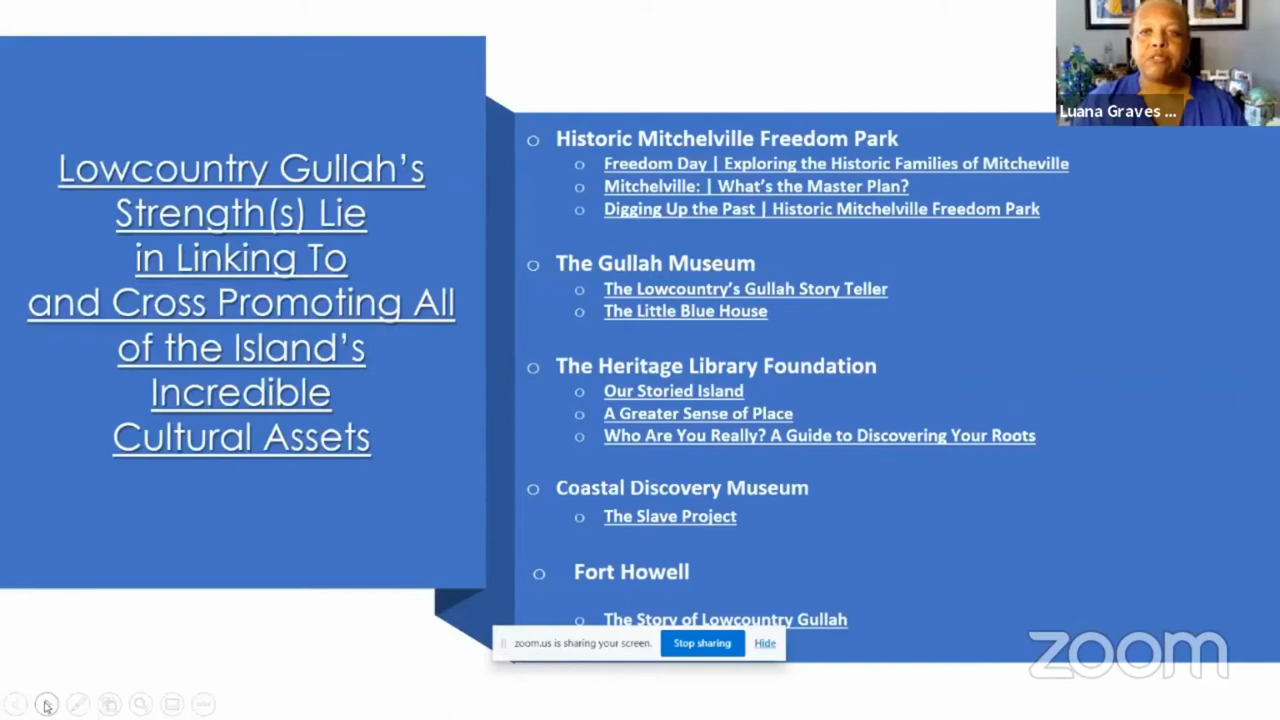 Lowcountry Gullah's
Strength(s) Lie
in Linking To
and Cross Promoting All
of the Island's
Incredible
Cultural Assets
Luana Graves ...
o Historic Mitchelville Freedom Park
o Freedom Day | Exploring the Historic Families of Mitcheville
o Mitchelville: | What's the Master Plan?
o Digging Up the Past | Historic Mitchelville Freedom Park
o The Gullah Museum
o The Lowcountry's Gullah Story Teller
o The Little Blue House
o The Heritage Library Foundation
o Our Storied Island
o A Greater Sense of Place
o Who Are You Really? A Guide to Discovering Your Roots
o Coastal Discovery Museum
o The Slave Project
o Fort Howell
o The Story of Lowcountry Gullah
zoom.us is sharing your screen. Stop sharing Hide
zoom